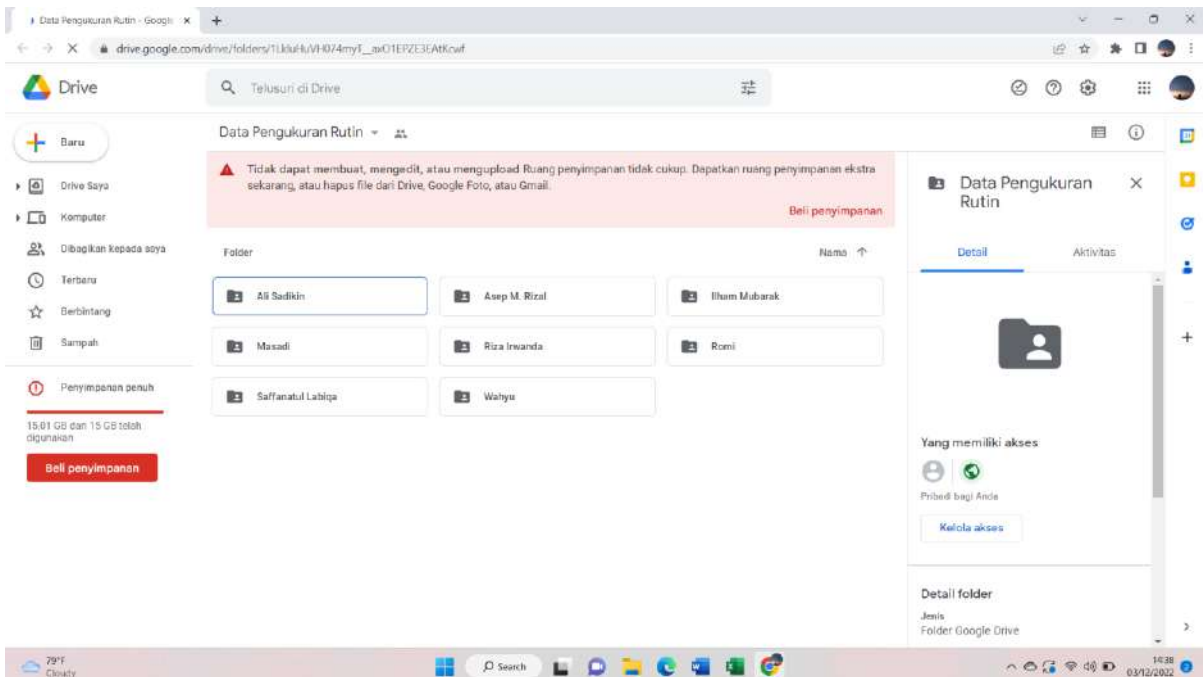 Data Pengukuran Rutin - Google
drive.google.com/drive/folders/
Drive
Telusuri di Drive
Baru
Data Pengukuran Rutin
Tidak dapat membuat, mengedit, atau mengupload Ruang penyimpanan tidak cukup. Dapatkan ruang penyimpanan ekstra
sekarang, atau hapus file dari Drive, Google Foto, atau Gmail.
Beli penyimpanan
Drive Saya
Komputer
Dibagikan kepada saya
Terbaru
Berbintang
Sampah
Penyimpanan penuh
15,01 GB dari 15 GB telah
digunakan
Beli penyimpanan
Folder
Nama
Ali Sadikin
Asep M. Rizal
Ilham Mubarak
Masadi
Riza Irwanda
Romi
Saffanatul Labiqa
Wahyu
Data Pengukuran
Rutin
Detail
Aktivitas
Yang memiliki akses
Pribadi bagi Anda
Kelola akses
Detail folder
Jenis
Folder Google Drive
79°F
Cloudy
Search
14:38
03/12/2022